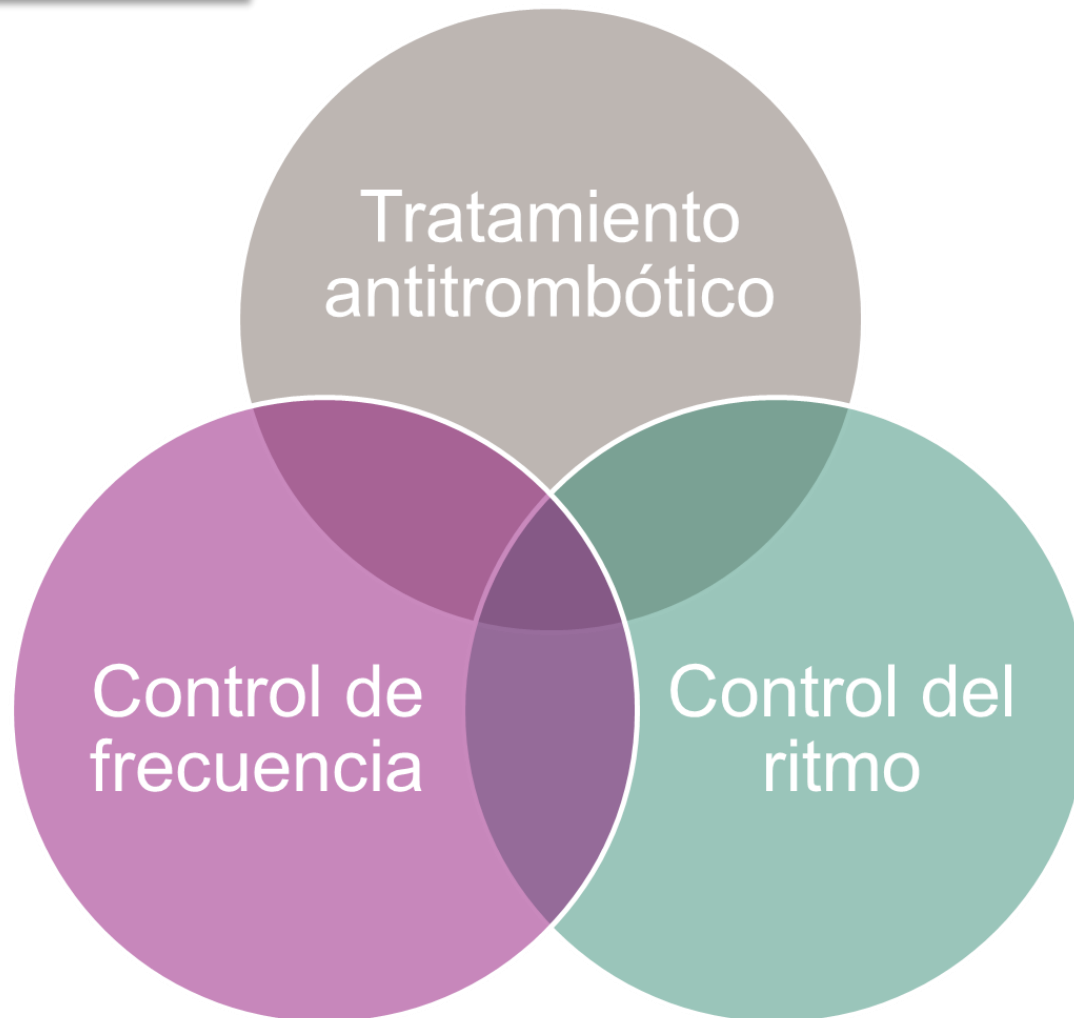 Tratamiento
antitrombótico
Control de
frecuencia
Control del
ritmo